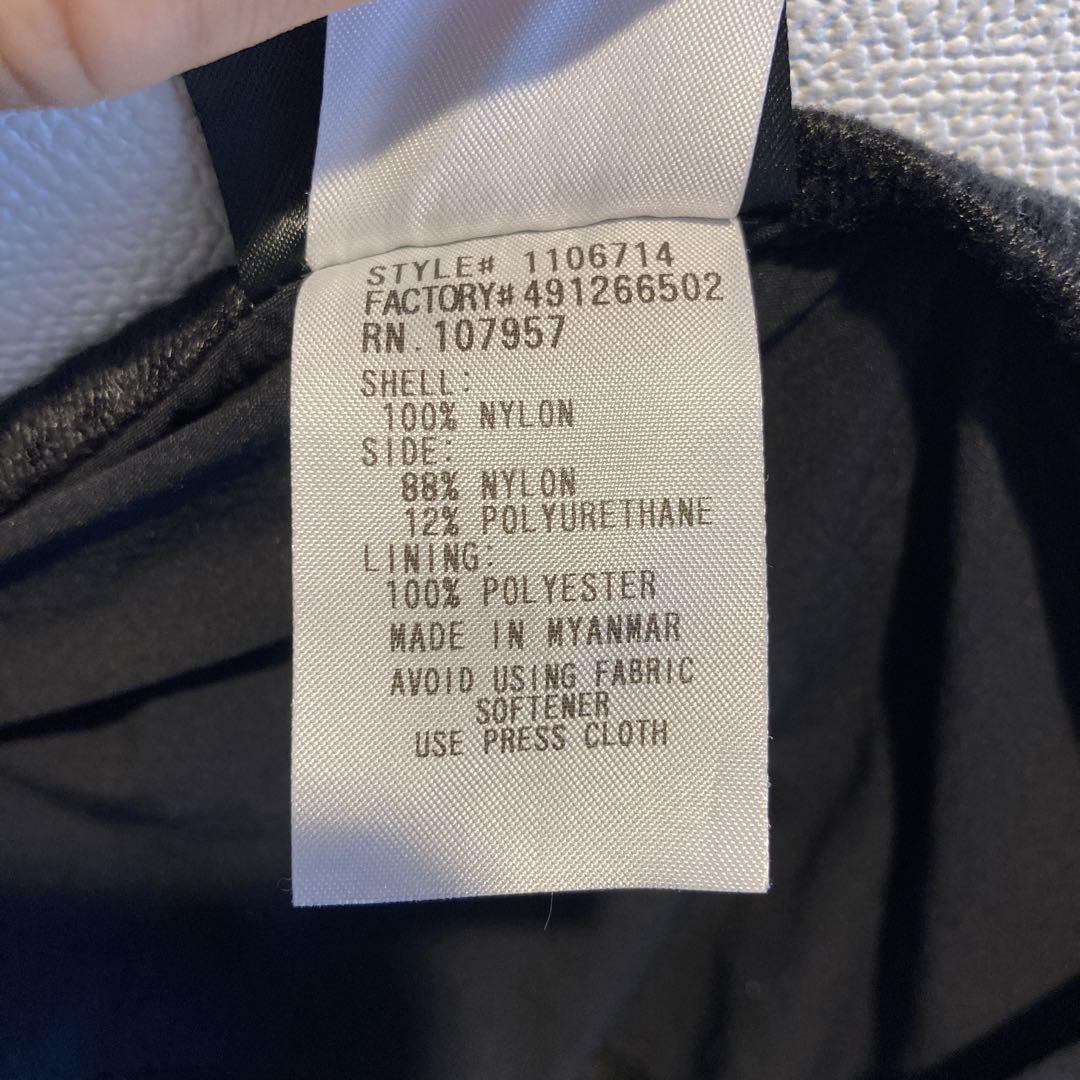 STYLE# 1106714
FACTORY# 491266502
RN. 107957
SHELL:
100% NYLON
SIDE:
88% NYLON
12% POLYURETHANE
LINING:
100% POLYESTER
MADE IN MYANMAR
AVOID USING FABRIC
SOFTENER
USE PRESS CLOTH